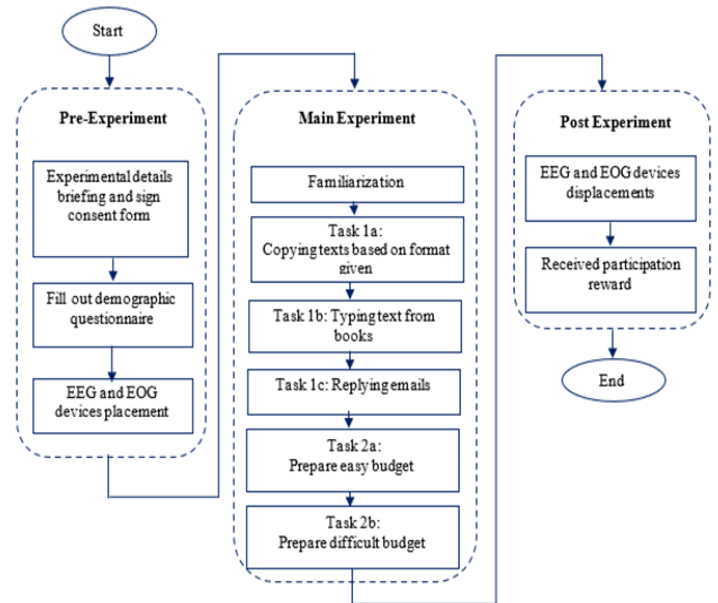 Start
Pre-Experiment
Experimental details
briefing and sign
consent form
Fill out demographic
questionnaire
EEG and EOG
devices placement
Main Experiment
Familiarization
Task 1a:
Copying texts based on format
given
Task 1b: Typing text from
books
Task 1c: Replying emails
Task 2a:
Prepare easy budget
Task 2b:
Prepare difficult budget
Post Experiment
EEG and EOG devices
displacements
Received participation
reward
End